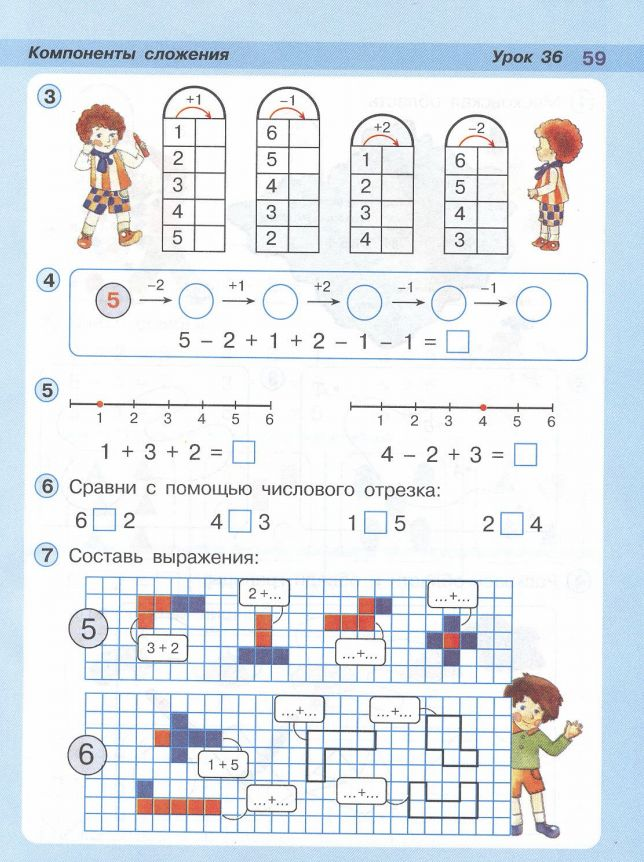 Компоненты сложения Урок 36 59
3
+1 −1 +2 −2
1 6 1 6
2 5 2 5
3 4 3 4
4 3 4 3
5 2
4
5 −2 +1 +2 −1 −1
5 − 2 + 1 + 2 − 1 − 1 =
5
1 2 3 4 5 6 1 2 3 4 5 6
1 + 3 + 2 = 4 − 2 + 3 =
6 Сравни с помощью числового отрезка:
6 2 4 3 1 5 2 4
7 Составь выражения:
2 +... ...+...
5
3 + 2 ...+...
...+... ...+...
6
1 + 5
...+... ...+...